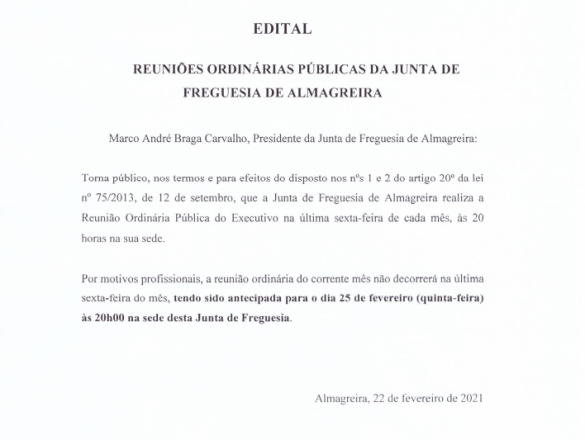 EDITAL
REUNIÕES ORDINÁRIAS PÚBLICAS DA JUNTA DE
FREGUESIA DE ALMAGREIRA
Marco André Braga Carvalho, Presidente da Junta de Freguesia de Almagreira:
Torna público, nos termos e para efeitos do disposto nos nºs 1 e 2 do artigo 20º da lei
nº 75/2013, de 12 de setembro, que a Junta de Freguesia de Almagreira realiza a
Reunião Ordinária Pública do Executivo na última sexta-feira de cada mês, às 20
horas na sua sede.
Por motivos profissionais, a reunião ordinária do corrente mês não decorrerá na última
sexta-feira do mês, tendo sido antecipada para o dia 25 de fevereiro (quinta-feira)
às 20h00 na sede desta Junta de Freguesia.
Almagreira, 22 de fevereiro de 2021